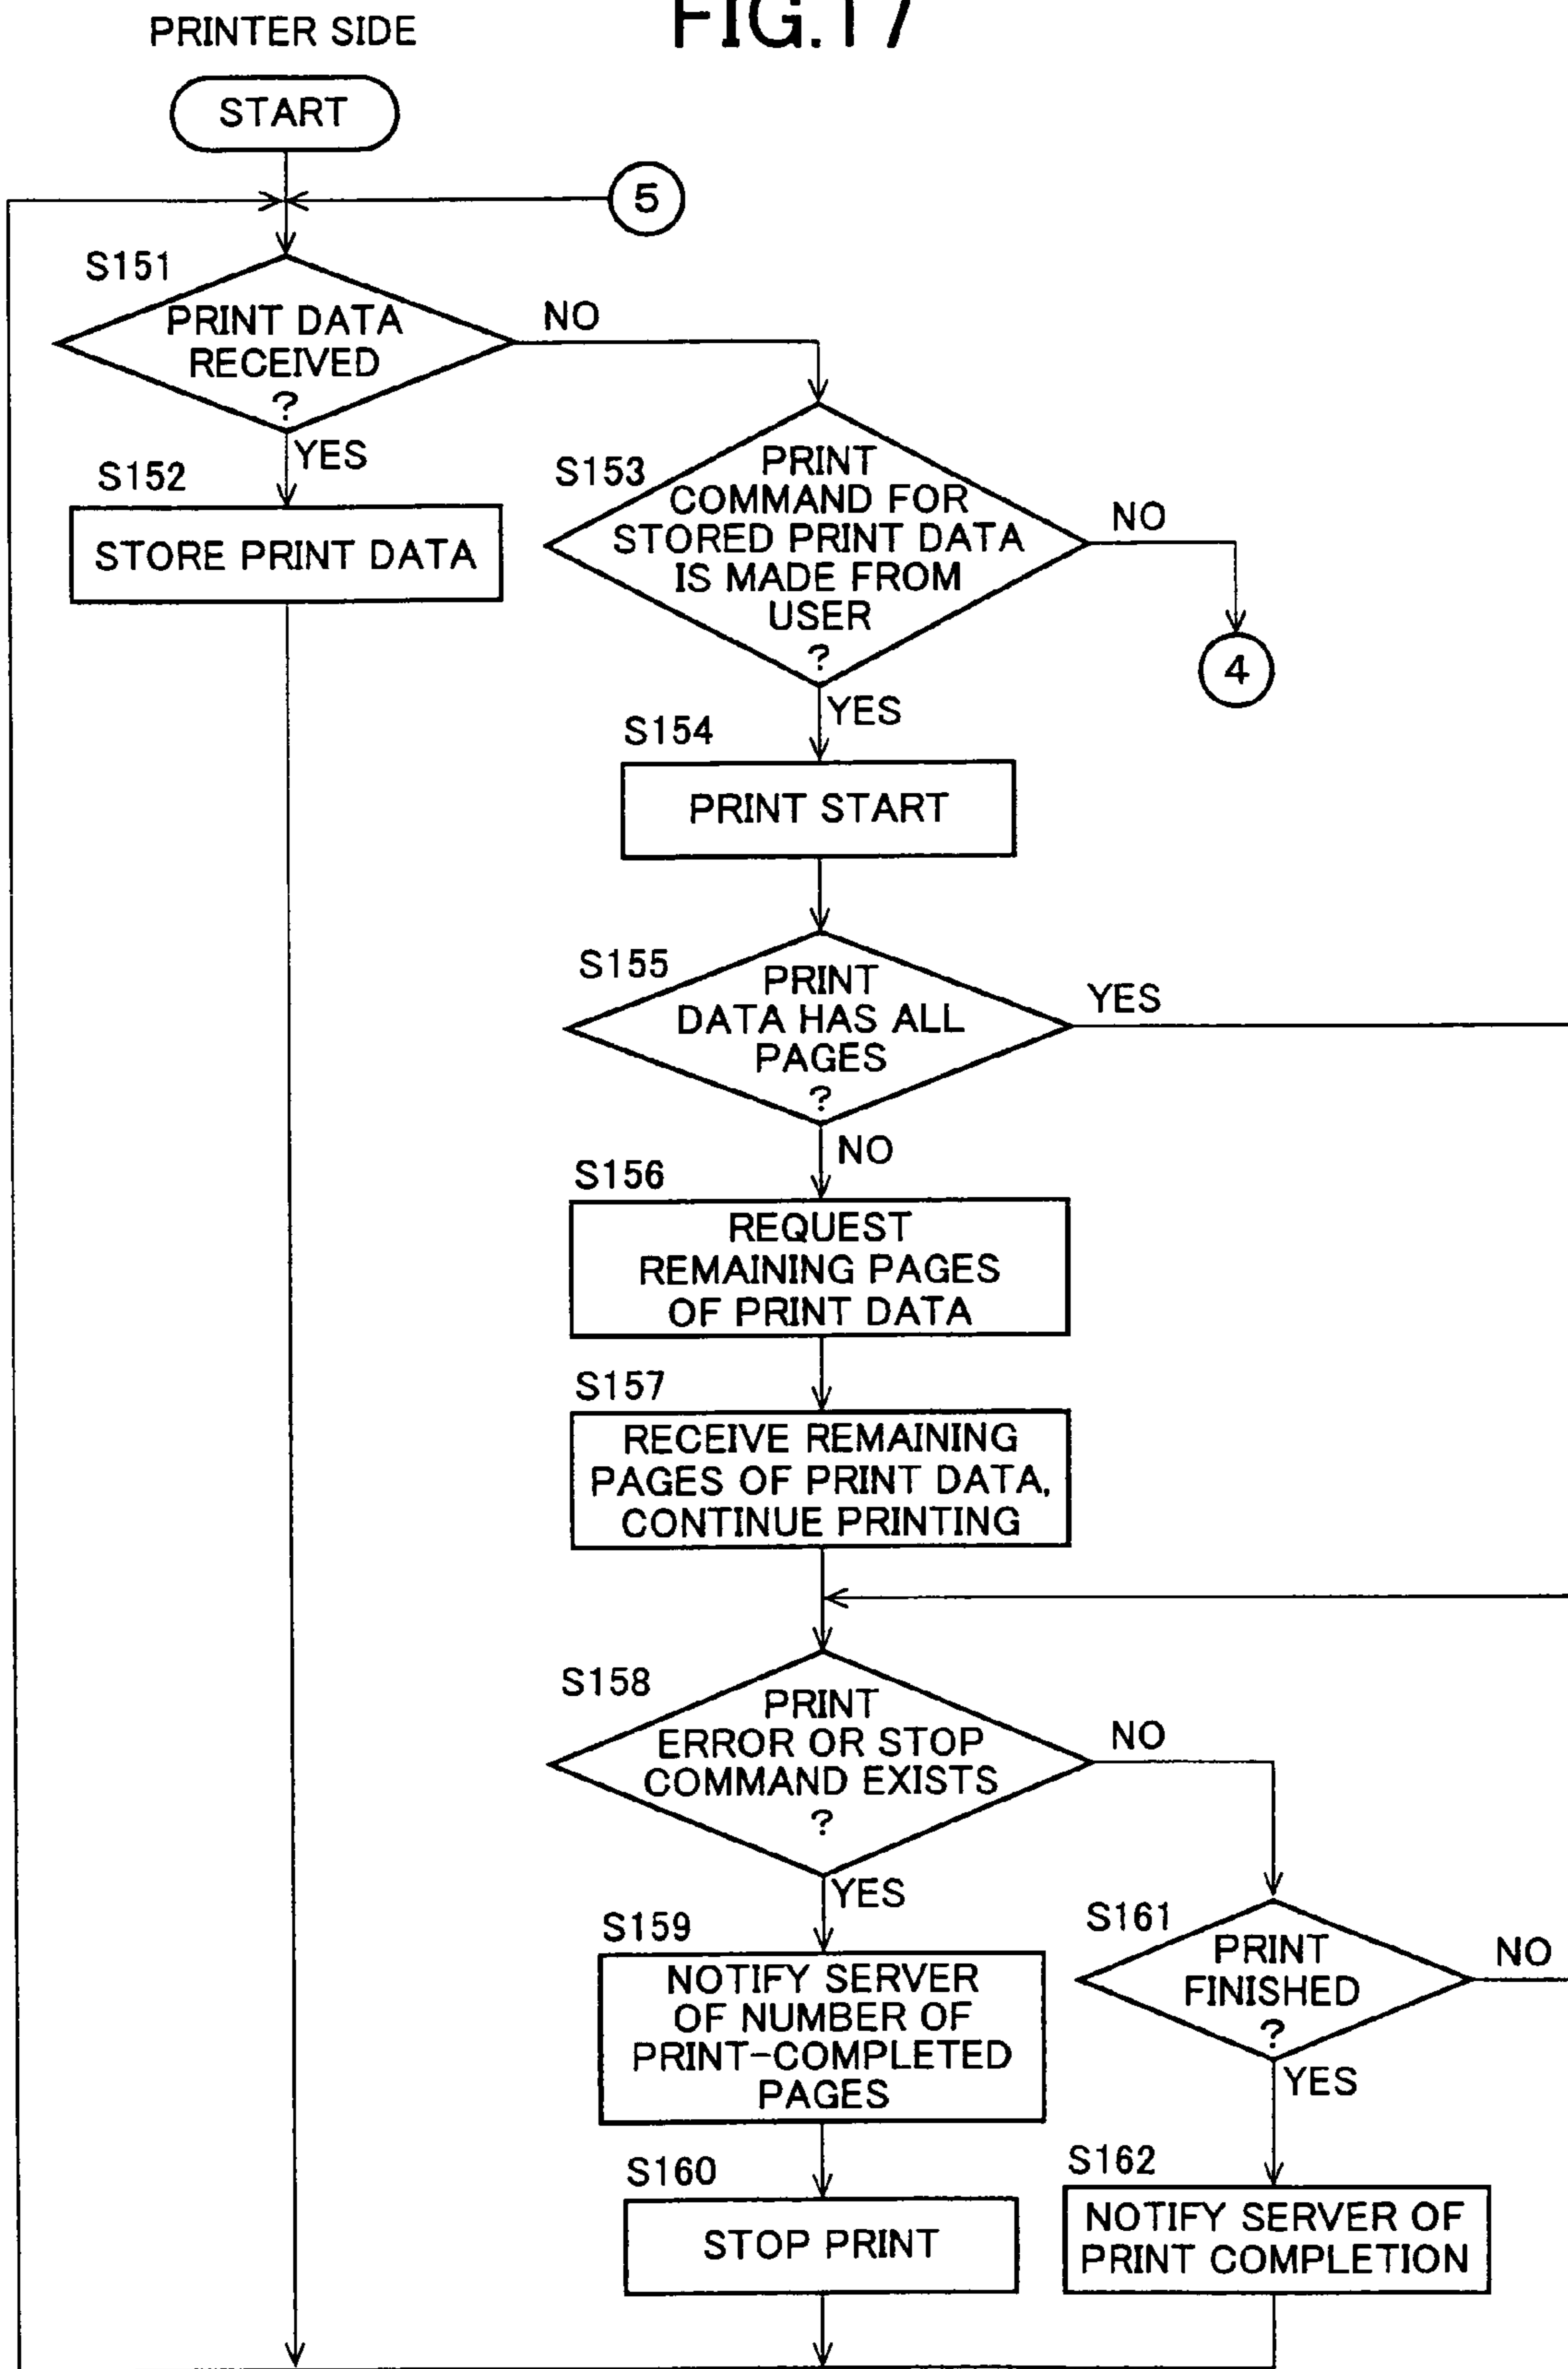 FIG.17
PRINTER SIDE
START
5
S151
PRINT DATA
RECEIVED
?
NO
YES
S152
STORE PRINT DATA
S153
PRINT
COMMAND FOR
STORED PRINT DATA
IS MADE FROM
USER
?
NO
4
YES
S154
PRINT START
S155
PRINT
DATA HAS ALL
PAGES
?
YES
NO
S156
REQUEST
REMAINING PAGES
OF PRINT DATA
S157
RECEIVE REMAINING
PAGES OF PRINT DATA,
CONTINUE PRINTING
S158
PRINT
ERROR OR STOP
COMMAND EXISTS
?
NO
YES
S159
NOTIFY SERVER
OF NUMBER OF
PRINT-COMPLETED
PAGES
S160
STOP PRINT
S161
PRINT
FINISHED
?
NO
YES
S162
NOTIFY SERVER OF
PRINT COMPLETION